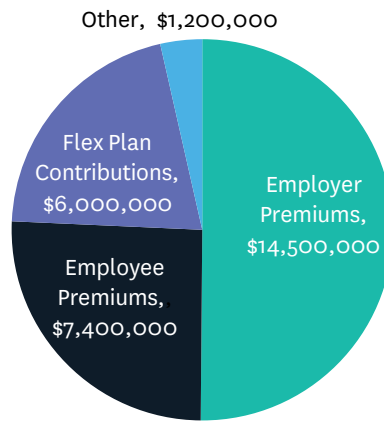 Other, $1,200,000
Flex Plan
Contributions,
$6,000,000
Employer
Premiums,
$14,500,000
Employee
Premiums,
$7,400,000